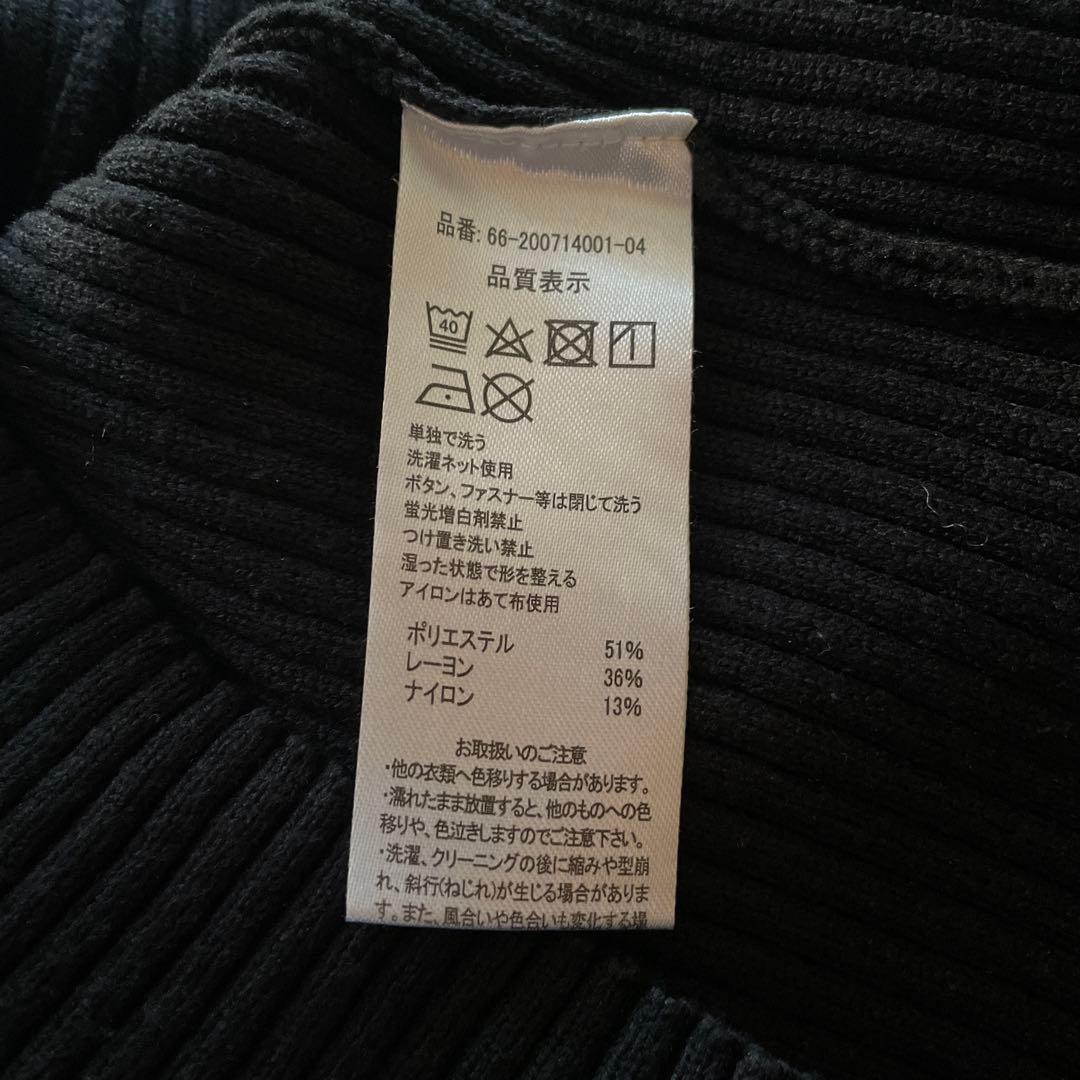 品番: 66-200714001-04
品質表示
40
単独で洗う
洗濯ネット使用
ボタン、ファスナー等は閉じて洗う
蛍光増白剤禁止
つけ置き洗い禁止
湿った状態で形を整える
アイロンはあて布使用
ポリエステル 51%
レーヨン 36%
ナイロン 13%
お取扱いのご注意
・他の衣類へ色移りする場合があります。
・濡れたまま放置すると、他のものへの色
移りや、色泣きしますのでご注意下さい。
・洗濯、クリーニングの後に縮みや型崩
れ、斜行(ねじれ)が生じる場合がありま
す。また、風合いや色合いも変化する場